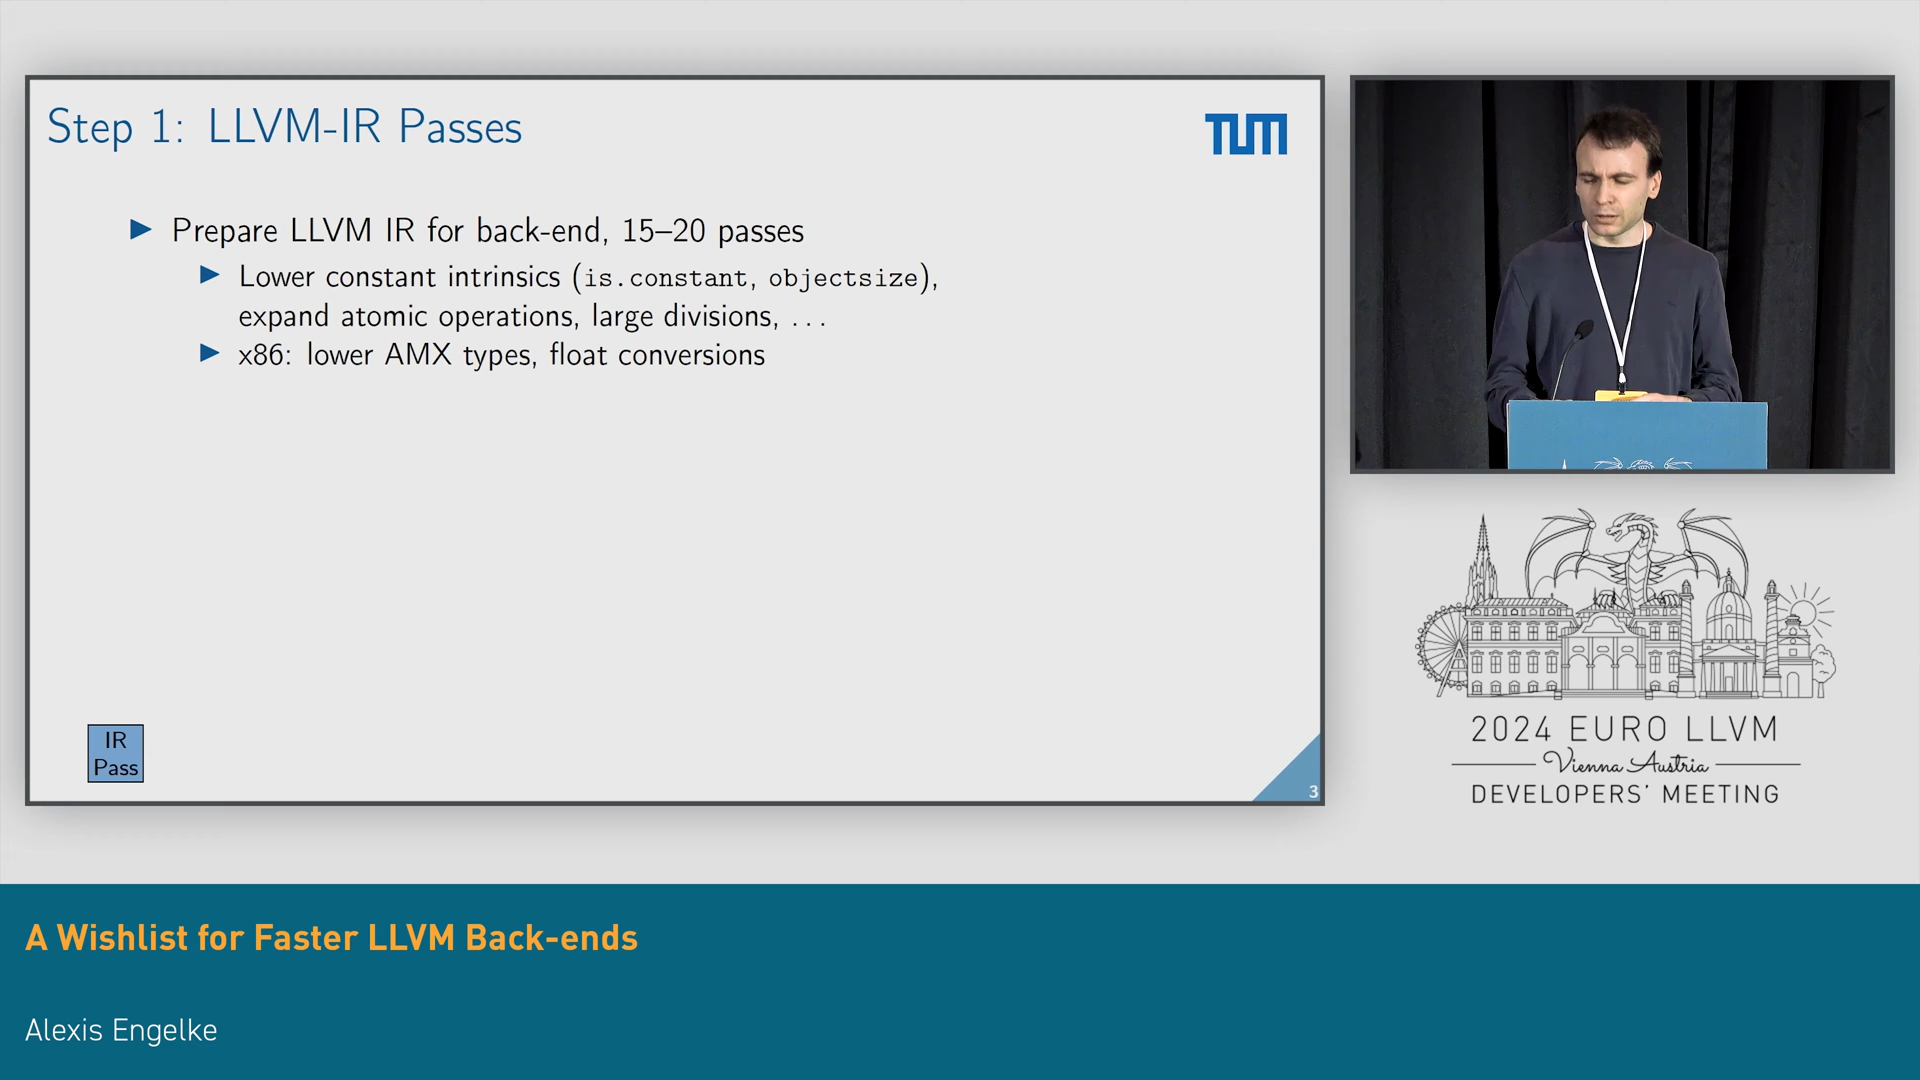 Step 1: LLVM-IR Passes
TUM
▶ Prepare LLVM IR for back-end, 15–20 passes
▶ Lower constant intrinsics (is.constant, objectsize),
expand atomic operations, large divisions, ...
▶ x86: lower AMX types, float conversions
IR
Pass
3
2024 EURO LLVM
Vienna Austria
DEVELOPERS' MEETING
A Wishlist for Faster LLVM Back-ends
Alexis Engelke